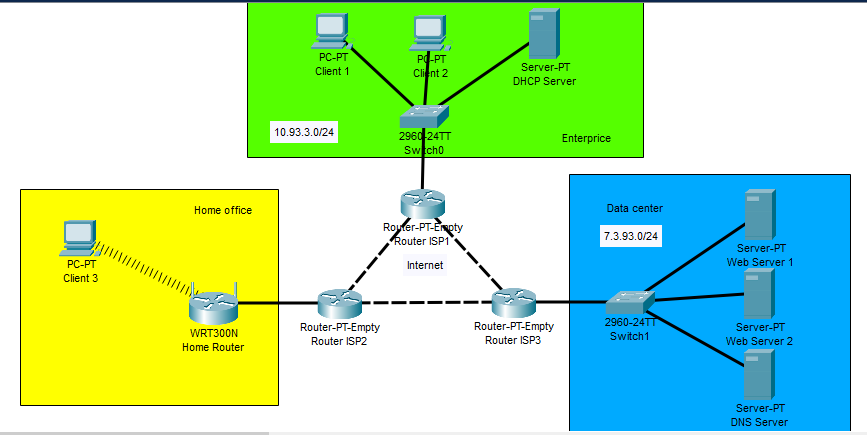 PC-PT
Client 1
PC-PT
Client 2
Server-PT
DHCP Server
10.93.3.0/24
2960-24TT
Switch0
Enterprice
Home office
PC-PT
Client 3
WRT300N
Home Router
Router-PT-Empty
Router ISP1
Internet
Router-PT-Empty
Router ISP2
Router-PT-Empty
Router ISP3
Data center
7.3.93.0/24
2960-24TT
Switch1
Server-PT
Web Server 1
Server-PT
Web Server 2
Server-PT
DNS Server